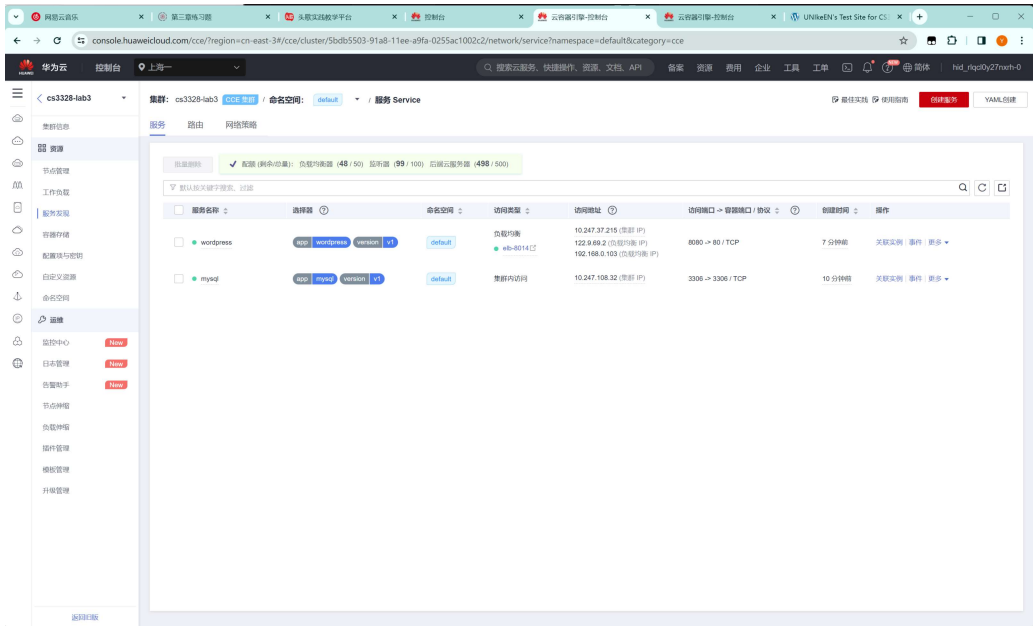 网易云音乐
第三章练习题
头歌实践教学平台
控制台
云容器引擎-控制台
云容器引擎-控制台
UNIkeEN's Test Site for CS
console.huaweicloud.com/cce/?region=cn-east-3#/cce/cluster/5bdb5503-91a8-11ee-a9fa-0255ac1002c2/network/service?namespace=default&category=cce
HUAWEI
华为云
控制台
上海一
搜索云服务、快捷操作、资源、文档、API
备案 资源 费用 企业 工具 工单
简体
hid_rlqcl0y27nxrh-0
cs3328-lab3
集群: cs3328-lab3 CCE 集群 / 命名空间: default / 服务 Service
最佳实践 使用指南
创建服务
YAML创建
集群信息
资源
节点管理
工作负载
服务发现
容器存储
配置项与密钥
自定义资源
命名空间
运维
监控中心 New
日志管理 New
告警助手 New
节点伸缩
负载伸缩
插件管理
模板管理
升级管理
返回旧版
服务 路由 网络策略
批量删除
配额 (剩余/总量): 负载均衡器 (48 / 50) 监听器 (99 / 100) 后端云服务器 (498 / 500)
默认按关键字搜索、过滤
服务名称 选择器 命名空间 访问类型 访问地址 访问端口 -> 容器端口 / 协议 创建时间 操作
wordpress app wordpress version v1 default
负载均衡
elb-8014
10.247.37.215 (集群 IP)
122.9.69.2 (负载均衡 IP)
192.168.0.103 (负载均衡 IP)
8080 -> 80 / TCP 7 分钟前 关联实例 事件 更多
mysql app mysql version v1 default 集群内访问 10.247.108.32 (集群 IP) 3306 -> 3306 / TCP 10 分钟前 关联实例 事件 更多